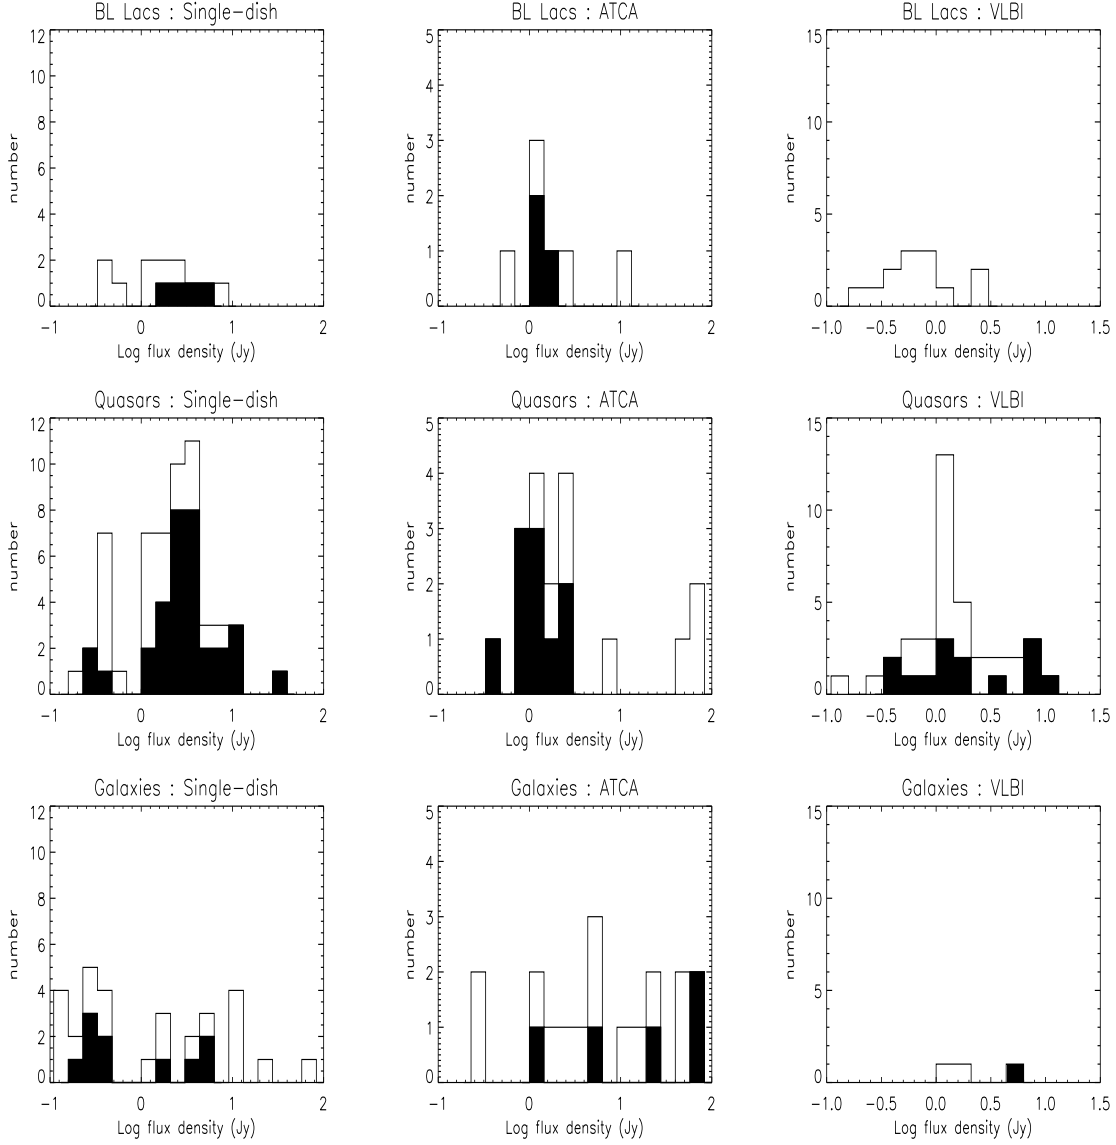 BL Lacs : Single-dish
BL Lacs : ATCA
BL Lacs : VLBI
12
10
8
6
4
2
0
number
-1 0 1 2
Log flux density (Jy)
5
4
3
2
1
0
number
-1 0 1 2
Log flux density (Jy)
15
10
5
0
number
-1.0 -0.5 0.0 0.5 1.0 1.5
Log flux density (Jy)
Quasars : Single-dish
Quasars : ATCA
Quasars : VLBI
12
10
8
6
4
2
0
number
-1 0 1 2
Log flux density (Jy)
5
4
3
2
1
0
number
-1 0 1 2
Log flux density (Jy)
15
10
5
0
number
-1.0 -0.5 0.0 0.5 1.0 1.5
Log flux density (Jy)
Galaxies : Single-dish
Galaxies : ATCA
Galaxies : VLBI
12
10
8
6
4
2
0
number
-1 0 1 2
Log flux density (Jy)
5
4
3
2
1
0
number
-1 0 1 2
Log flux density (Jy)
15
10
5
0
number
-1.0 -0.5 0.0 0.5 1.0 1.5
Log flux density (Jy)